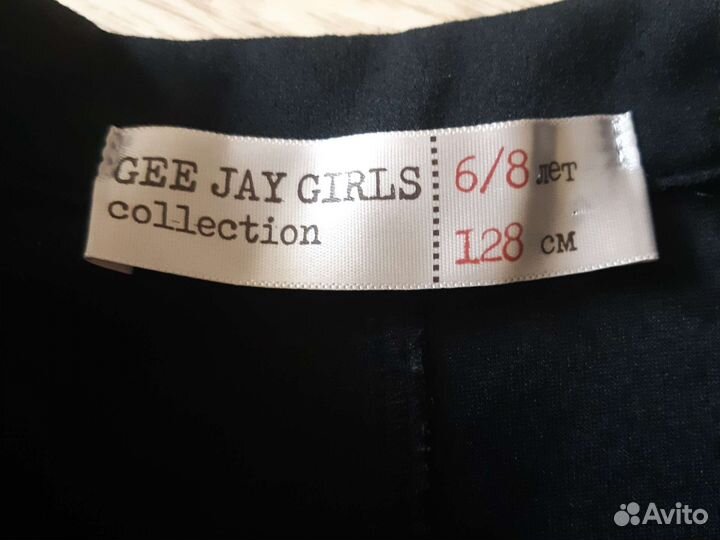 GEE JAY GIRLS
collection
6/8 лет
128 см
Avito